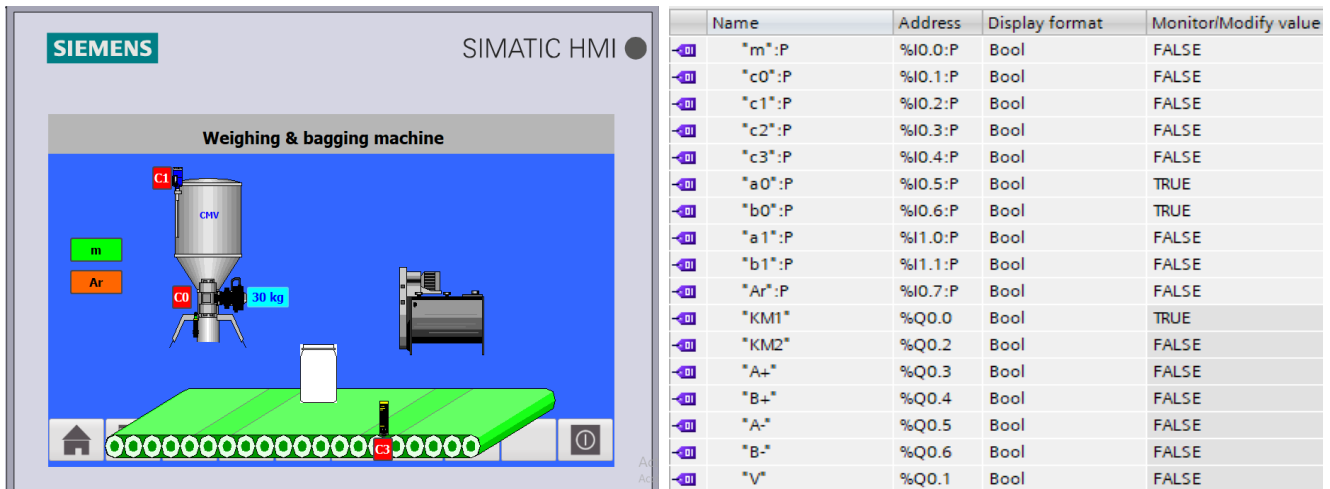 SIEMENS
SIMATIC HMI
Weighing & bagging machine
C1
CMV
m
Ar
C0
30 kg
C3
Name Address Display format Monitor/Modify value
"m":P %I0.0:P Bool FALSE
"c0":P %I0.1:P Bool FALSE
"c1":P %I0.2:P Bool FALSE
"c2":P %I0.3:P Bool FALSE
"c3":P %I0.4:P Bool FALSE
"a0":P %I0.5:P Bool TRUE
"b0":P %I0.6:P Bool TRUE
"a1":P %I1.0:P Bool FALSE
"b1":P %I1.1:P Bool FALSE
"Ar":P %I0.7:P Bool FALSE
"KM1" %Q0.0 Bool TRUE
"KM2" %Q0.2 Bool FALSE
"A+" %Q0.3 Bool FALSE
"B+" %Q0.4 Bool FALSE
"A-" %Q0.5 Bool FALSE
"B-" %Q0.6 Bool FALSE
"V" %Q0.1 Bool FALSE